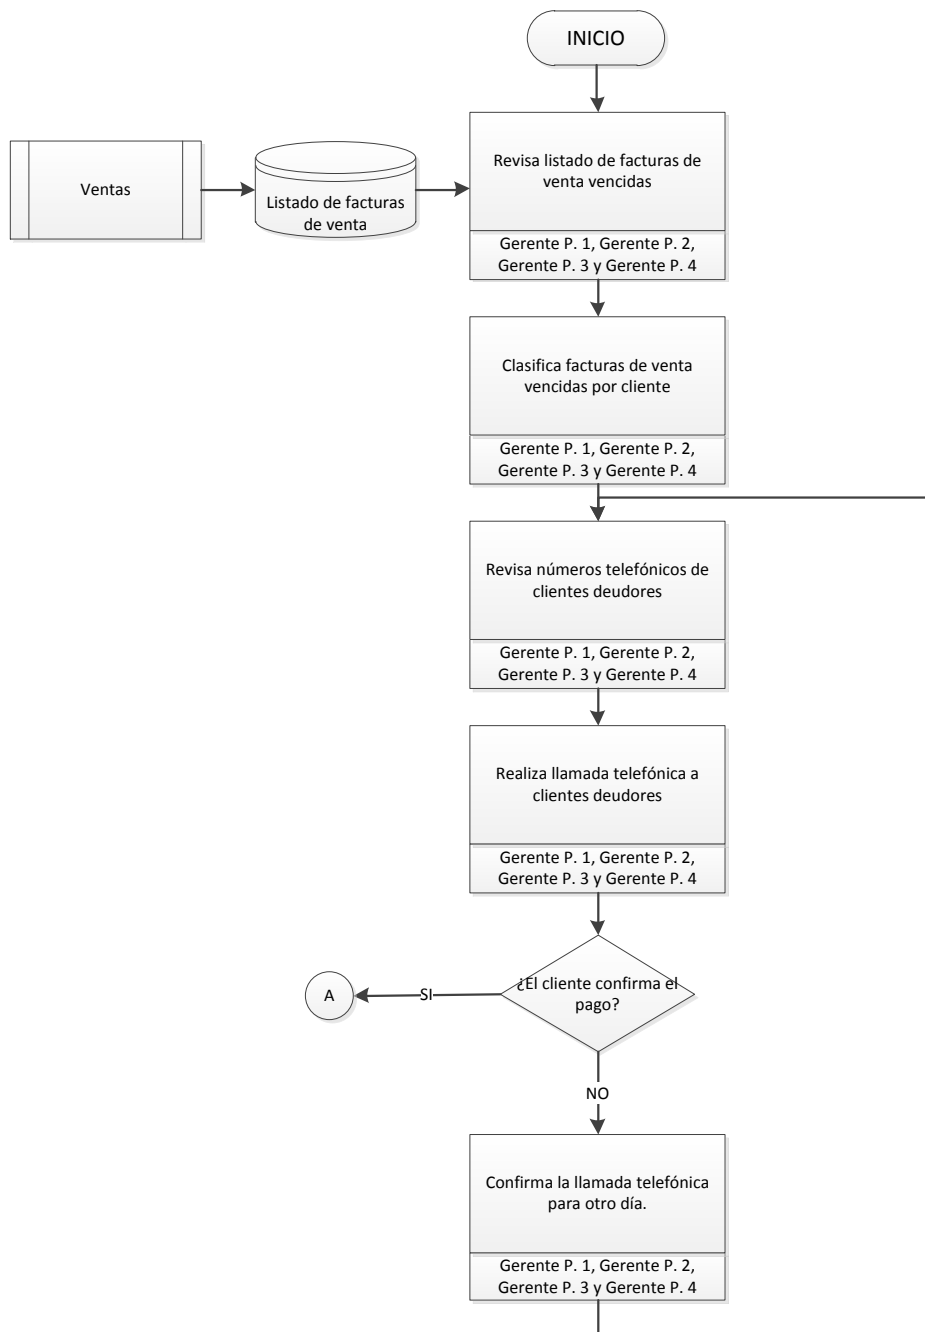 INICIO
Revisa listado de facturas de
venta vencidas
Ventas
Listado de facturas
de venta
Gerente P. 1, Gerente P. 2,
Gerente P. 3 y Gerente P. 4
Clasifica facturas de venta
vencidas por cliente
Gerente P. 1, Gerente P. 2,
Gerente P. 3 y Gerente P. 4
Revisa números telefónicos de
clientes deudores
Gerente P. 1, Gerente P. 2,
Gerente P. 3 y Gerente P. 4
Realiza llamada telefónica a
clientes deudores
Gerente P. 1, Gerente P. 2,
Gerente P. 3 y Gerente P. 4
¿El cliente confirma el
pago?
SI
A
NO
Confirma la llamada telefónica
para otro día.
Gerente P. 1, Gerente P. 2,
Gerente P. 3 y Gerente P. 4